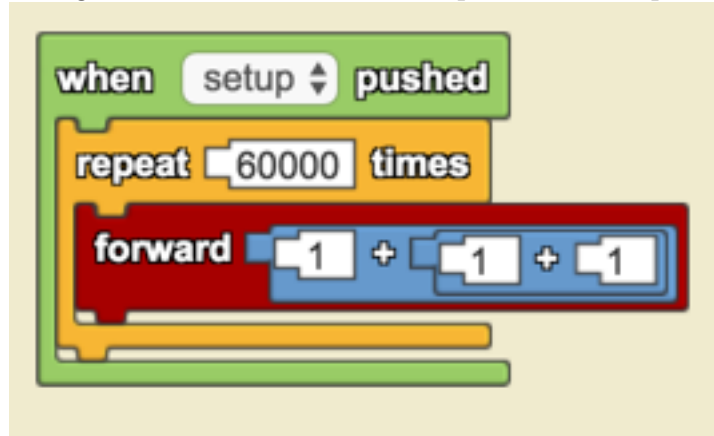 when setup pushed
repeat 60000 times
forward 1 + 1 + 1